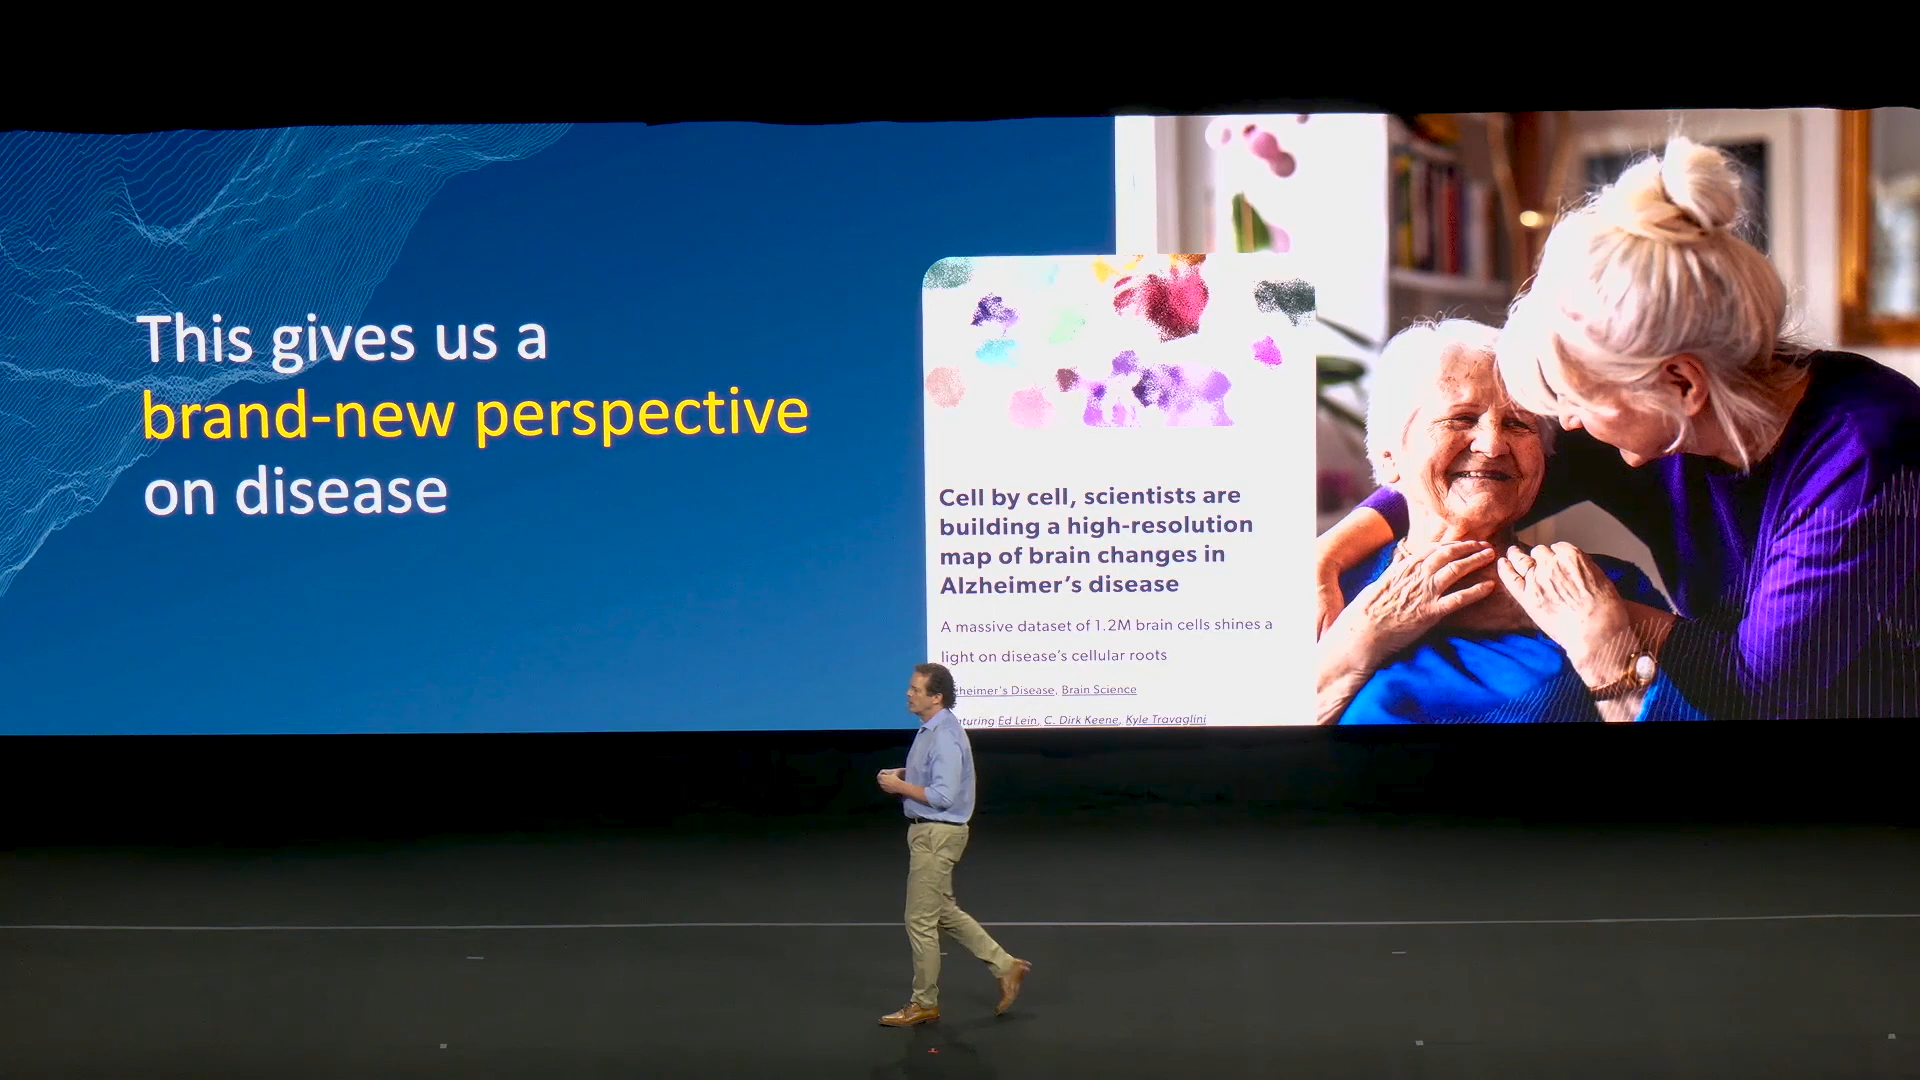 This gives us a
brand-new perspective
on disease
Cell by cell, scientists are
building a high-resolution
map of brain changes in
Alzheimer's disease
A massive dataset of 1.2M brain cells shines a
light on disease's cellular roots
Disease, Brain Science
Ed Lein, C. Dirk Keene, Kyle Travaglini